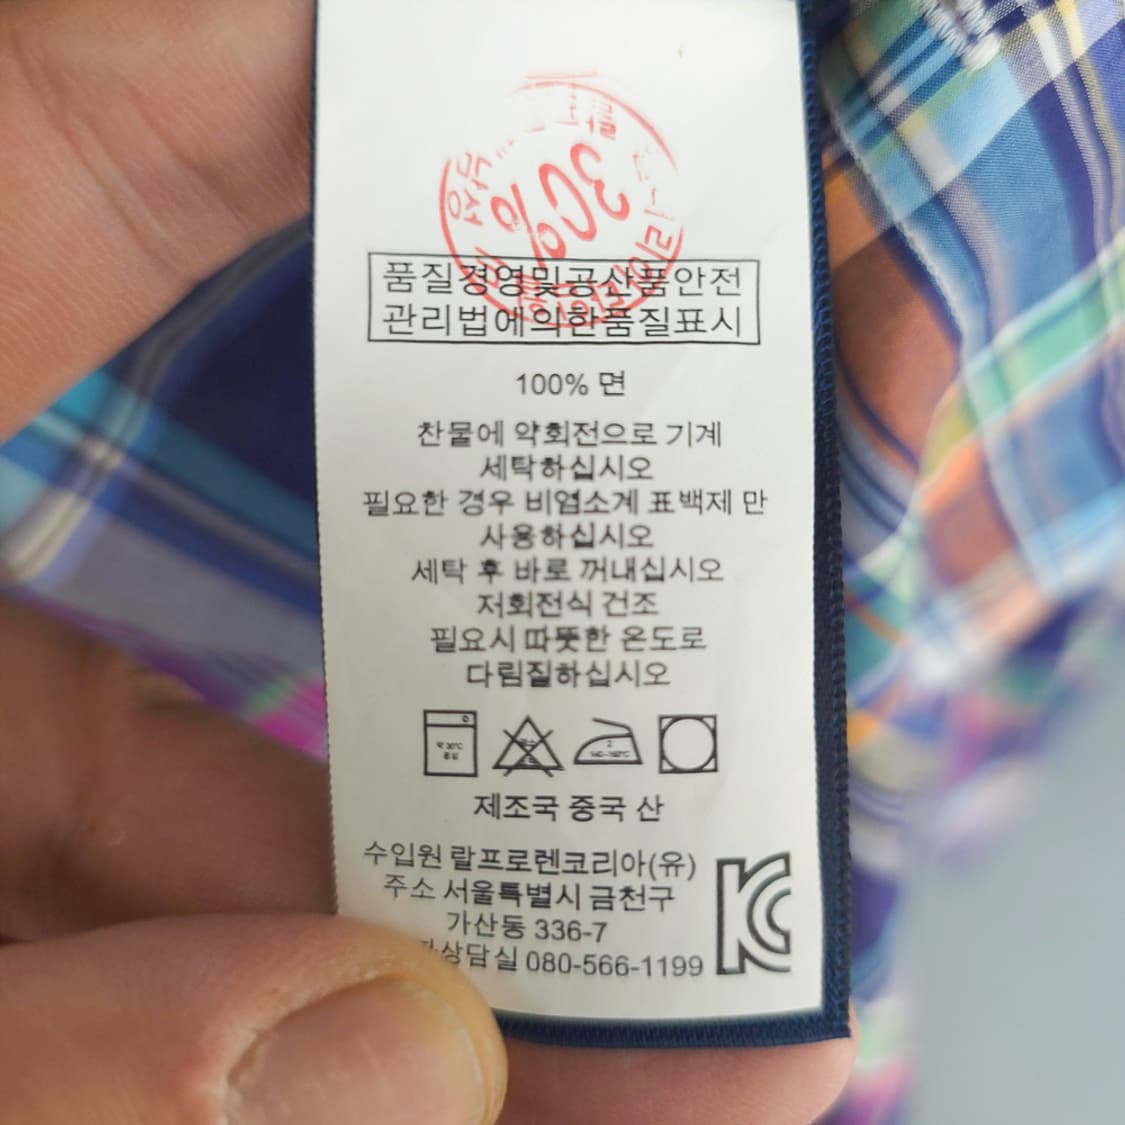 30%
품질경영및공산품안전
관리법에의한품질표시
100% 면
찬물에 약회전으로 기계
세탁하십시오
필요한 경우 비염소계 표백제 만
사용하십시오
세탁 후 바로 꺼내십시오
저회전식 건조
필요시 따뜻한 온도로
다림질하십시오
제조국 중국 산
수입원 랄프로렌코리아(유)
주소 서울특별시 금천구
가산동 336-7
상담실 080-566-1199